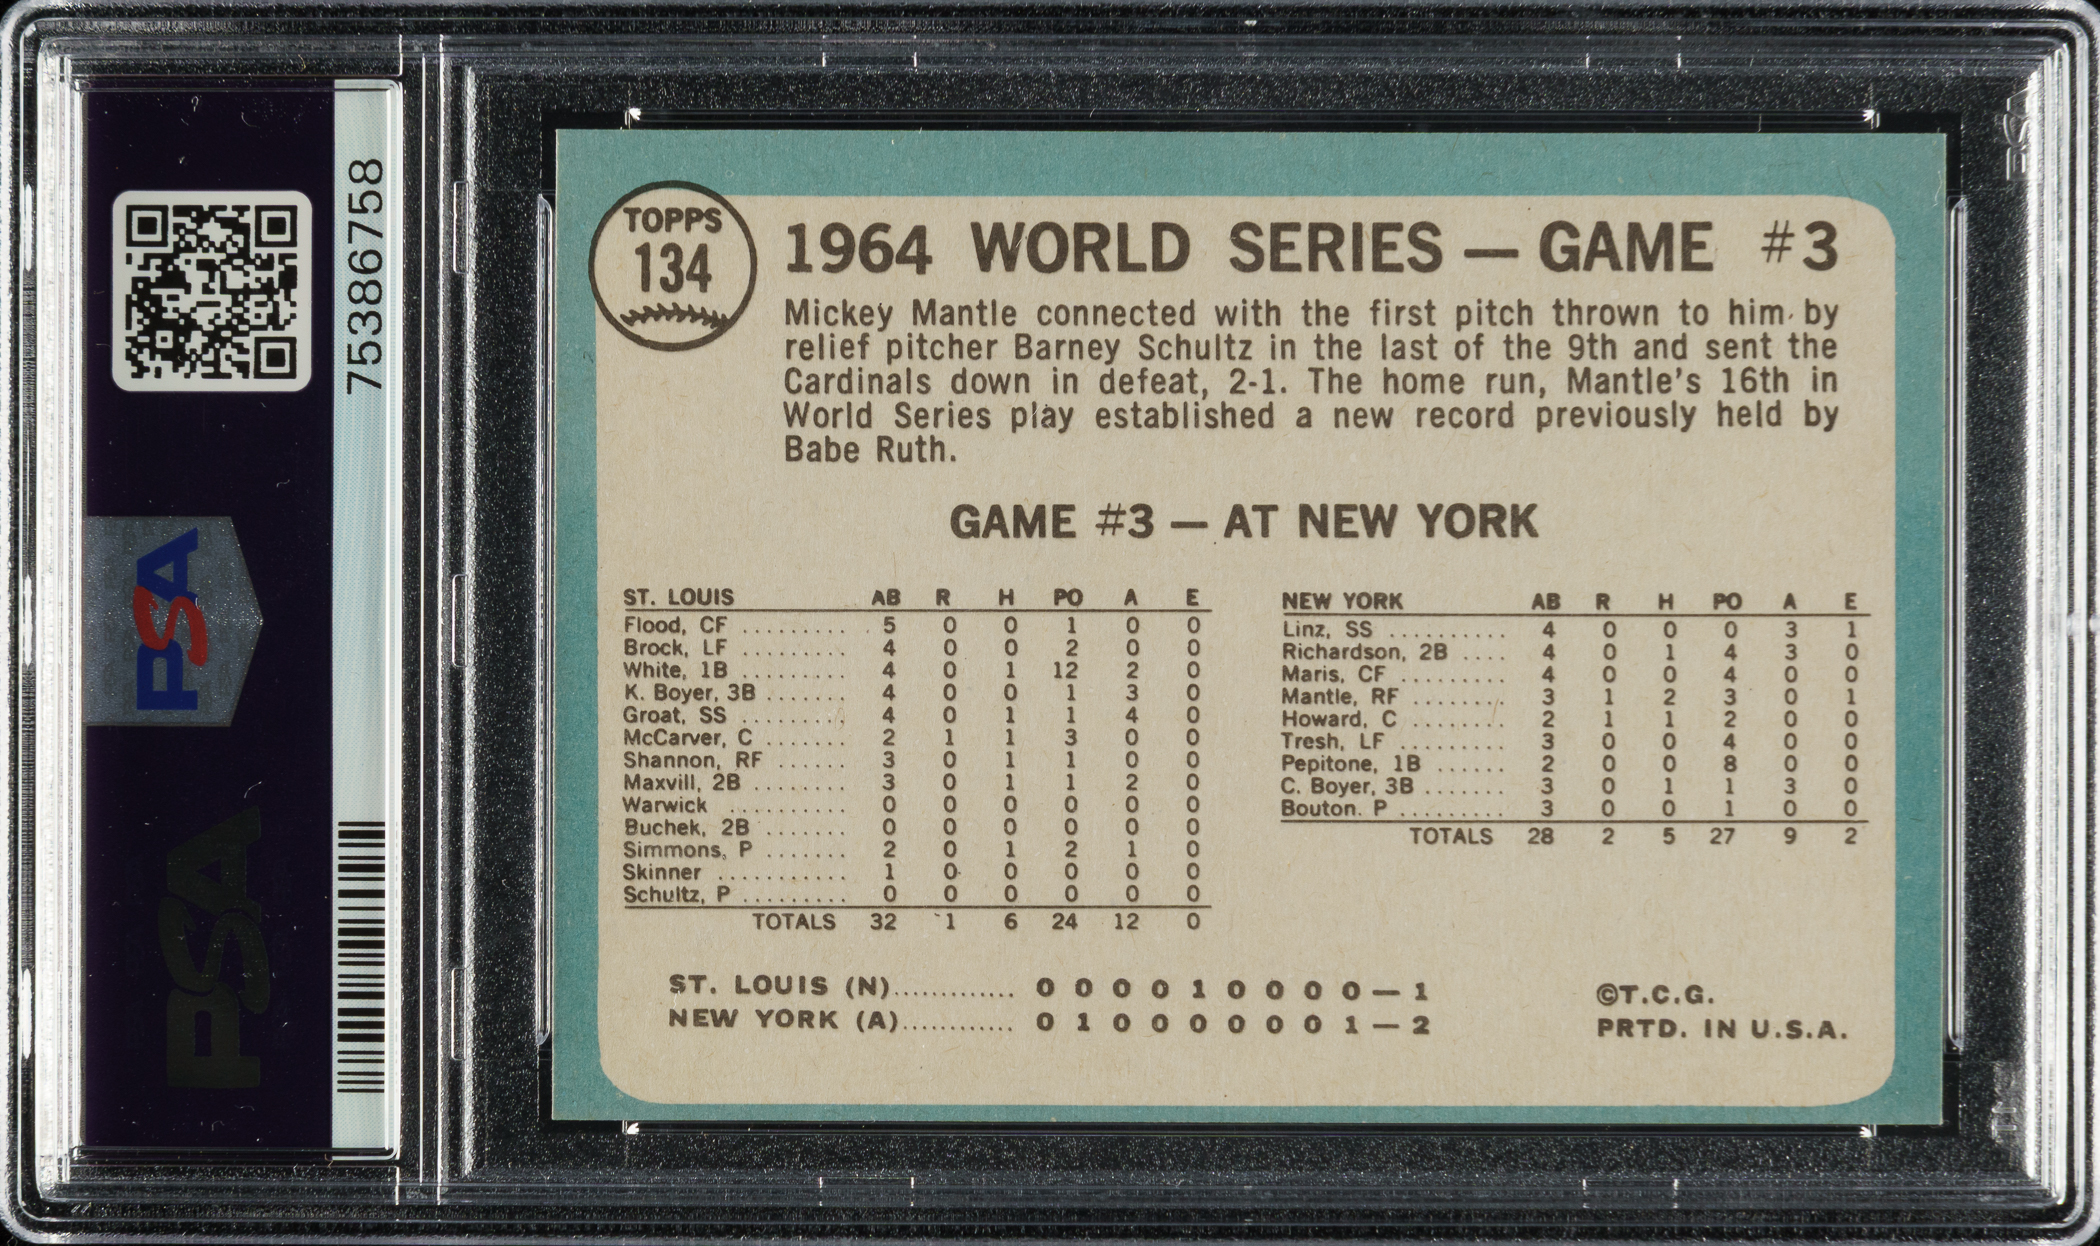 75386758
PSA
PSA
TOPPS
134
1964 WORLD SERIES — GAME #3
Mickey Mantle connected with the first pitch thrown to him by
relief pitcher Barney Schultz in the last of the 9th and sent the
Cardinals down in defeat, 2-1. The home run, Mantle's 16th in
World Series play established a new record previously held by
Babe Ruth.
GAME #3 — AT NEW YORK
ST. LOUIS AB R H PO A E
Flood, CF ......... 5 0 0 1 0 0
Brock, LF ......... 4 0 0 2 0 0
White, 1B ......... 4 0 1 12 2 0
K. Boyer, 3B ....... 4 0 0 1 3 0
Groat, SS ......... 4 0 1 1 4 0
McCarver, C ....... 2 1 1 3 0 0
Shannon, RF ...... 3 0 1 1 0 0
Maxvill, 2B ........ 3 0 1 1 2 0
Warwick .......... 0 0 0 0 0 0
Buchek, 2B ....... 0 0 0 0 0 0
Simmons, P ....... 2 0 1 2 1 0
Skinner ........... 1 0 0 0 0 0
Schultz, P ......... 0 0 0 0 0 0
TOTALS 32 1 6 24 12 0
NEW YORK AB R H PO A E
Linz, SS .......... 4 0 0 0 3 1
Richardson, 2B .... 4 0 1 4 3 0
Maris, CF ......... 4 0 0 4 0 0
Mantle, RF ........ 3 1 2 3 0 1
Howard, C ........ 2 1 1 2 0 0
Tresh, LF ......... 3 0 0 4 0 0
Pepitone, 1B ...... 2 0 0 8 0 0
C. Boyer, 3B ....... 3 0 1 1 3 0
Bouton. P ......... 3 0 0 1 0 0
TOTALS 28 2 5 27 9 2
ST. LOUIS (N)............. 0 0 0 0 1 0 0 0 0 — 1
NEW YORK (A)............ 0 1 0 0 0 0 0 0 1 — 2
©T.C.G.
PRTD. IN U.S.A.